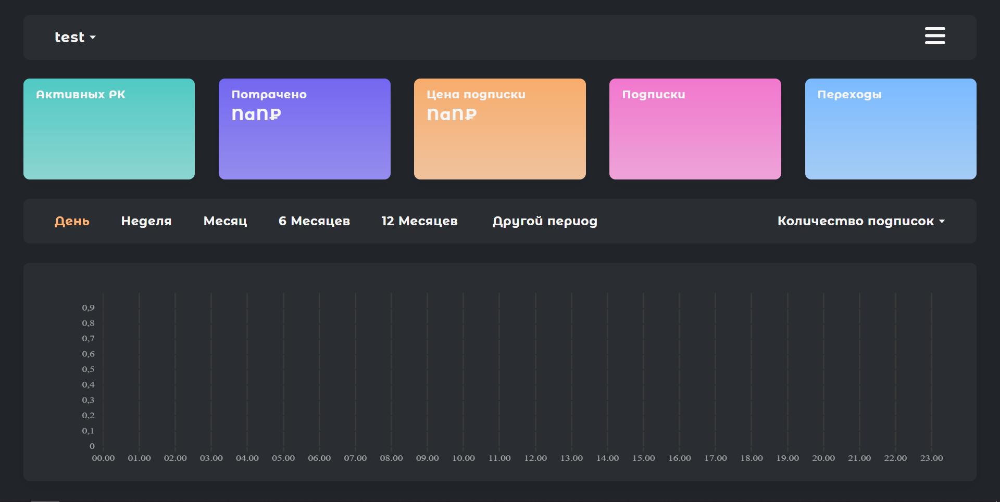 test
Активных РК
Потрачено
NaN₽
Цена подписки
NaN₽
Подписки
Переходы
День Неделя Месяц 6 Месяцев 12 Месяцев Другой период Количество подписок
0,9
0,8
0,7
0,6
0,5
0,4
0,3
0,2
0,1
0
00.00 01.00 02.00 03.00 04.00 05.00 06.00 07.00 08.00 09.00 10.00 11.00 12.00 13.00 14.00 15.00 16.00 17.00 18.00 19.00 20.00 21.00 22.00 23.00